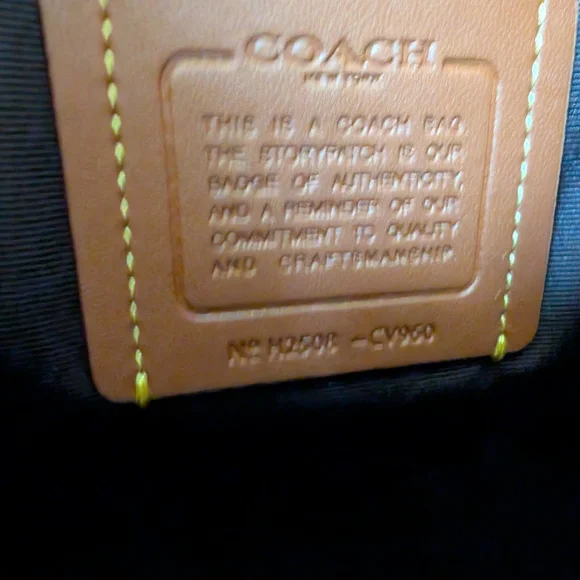 COACH
NEW YORK
THIS IS A COACH BAG
THE STORYPATCH IS OUR
BADGE OF AUTHENTICITY
AND A REMINDER OF OUR
COMMITMENT TO QUALITY
AND CRAFTSMANSHIP.
Nº H2508 -CV960